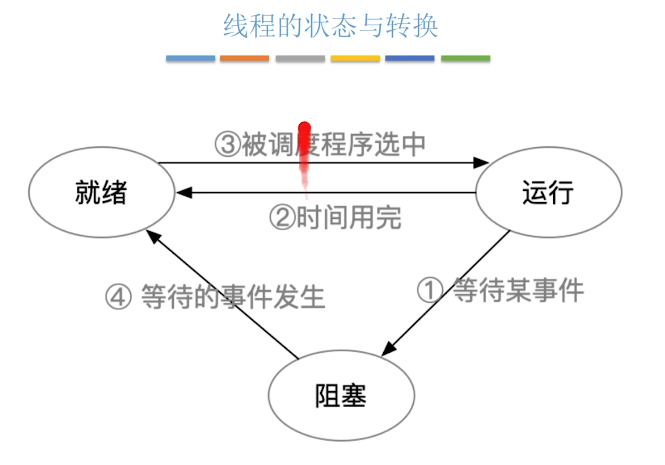 线程的状态与转换
③被调度程序选中
就绪
运行
②时间用完
④ 等待的事件发生
① 等待某事件
阻塞